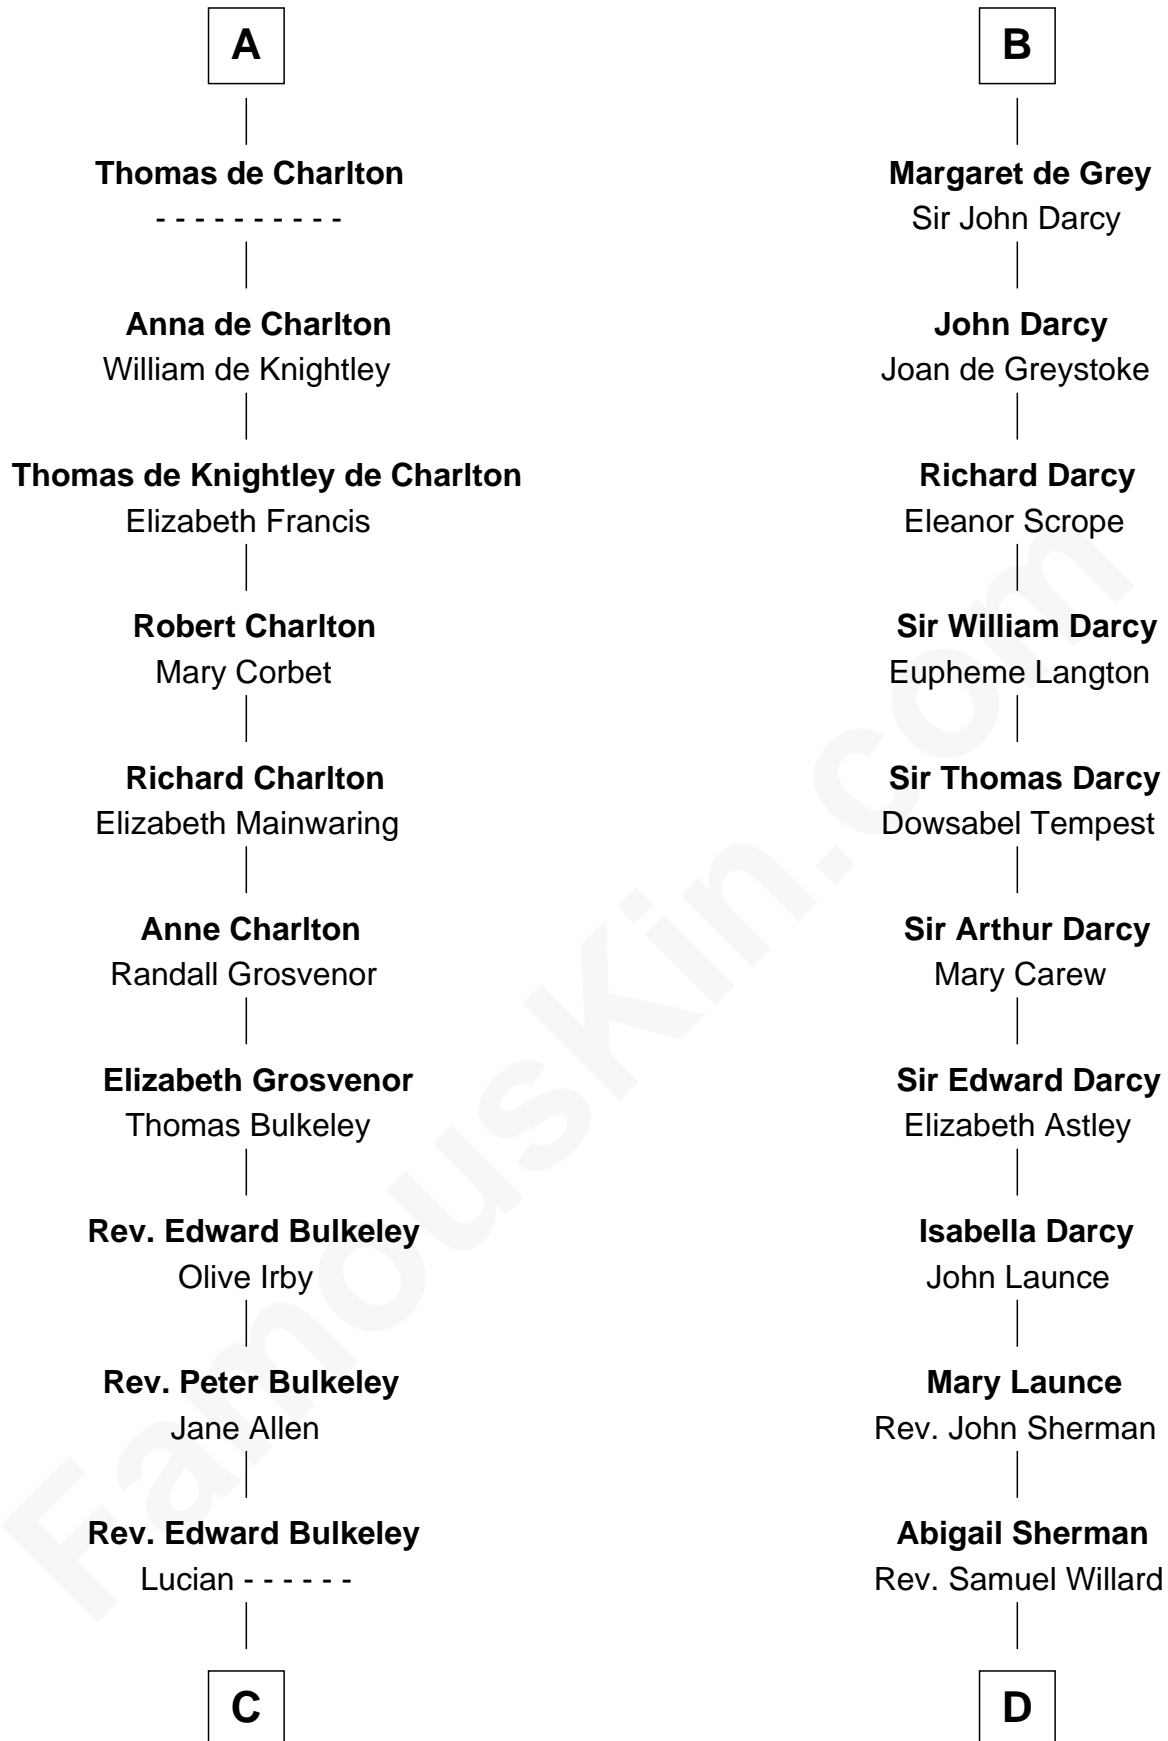 A
Thomas de Charlton
- - - - - - - - - -
Anna de Charlton
William de Knightley
Thomas de Knightley de Charlton
Elizabeth Francis
Robert Charlton
Mary Corbet
Richard Charlton
Elizabeth Mainwaring
Anne Charlton
Randall Grosvenor
Elizabeth Grosvenor
Thomas Bulkeley
Rev. Edward Bulkeley
Olive Irby
Rev. Peter Bulkeley
Jane Allen
Rev. Edward Bulkeley
Lucian - - - - - -
C
B
Margaret de Grey
Sir John Darcy
John Darcy
Joan de Greystoke
Richard Darcy
Eleanor Scrope
Sir William Darcy
Eupheme Langton
Sir Thomas Darcy
Dowsabel Tempest
Sir Arthur Darcy
Mary Carew
Sir Edward Darcy
Elizabeth Astley
Isabella Darcy
John Launce
Mary Launce
Rev. John Sherman
Abigail Sherman
Rev. Samuel Willard
D
FamousKin.com